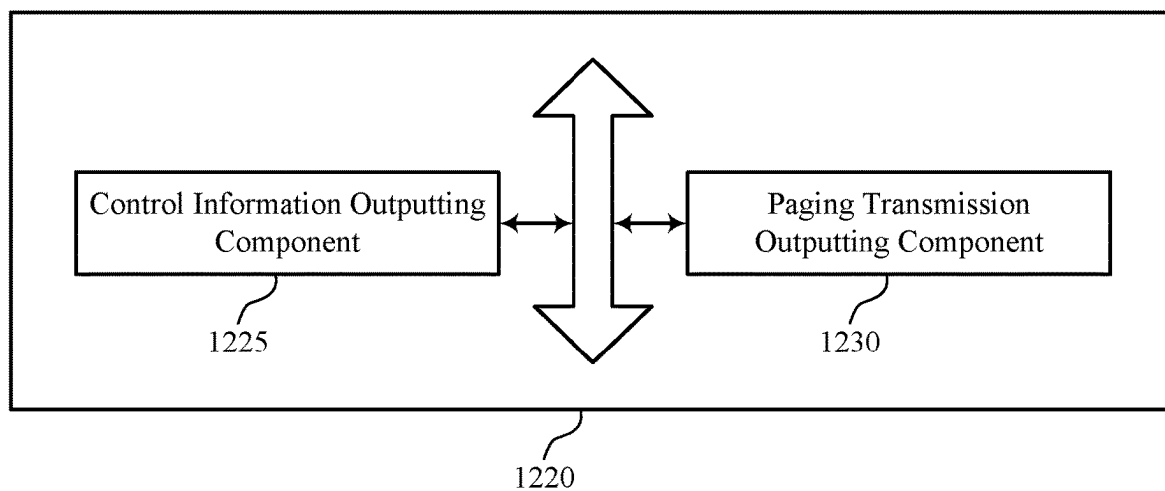 Control Information Outputting
Component
Paging Transmission
Outputting Component
1225
1230
1220